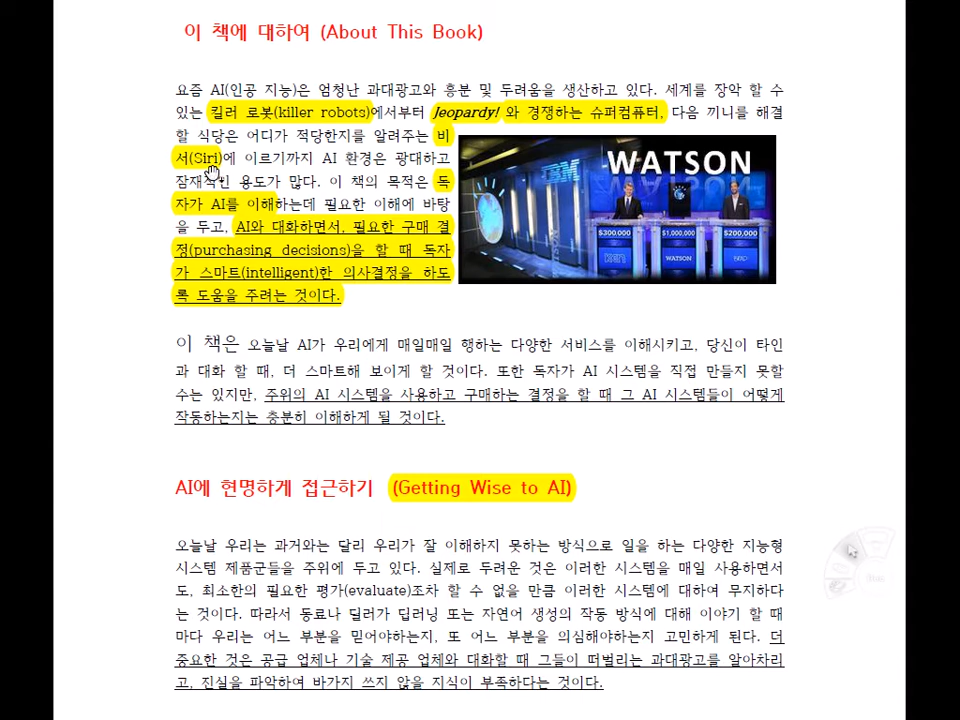 이 책에 대하여 (About This Book)
요즘 AI(인공 지능)은 엄청난 과대광고와 흥분 및 두려움을 생산하고 있다. 세계를 장악 할 수
있는 킬러 로봇(killer robots)에서부터 Jeopardy! 와 경쟁하는 슈퍼컴퓨터, 다음 끼니를 해결
할 식당은 어디가 적당한지를 알려주는 비
서(Siri)에 이르기까지 AI 환경은 광대하고
잠재적인 용도가 많다. 이 책의 목적은 독
자가 AI를 이해하는데 필요한 이해에 바탕
을 두고, AI와 대화하면서, 필요한 구매 결
정(purchasing decisions)을 할 때 독자
가 스마트(intelligent)한 의사결정을 하도
록 도움을 주려는 것이다.
WATSON
IBM
$300,000
$1,000,000
$200,000
WATSON
이 책은 오늘날 AI가 우리에게 매일매일 행하는 다양한 서비스를 이해시키고, 당신이 타인
과 대화 할 때, 더 스마트해 보이게 할 것이다. 또한 독자가 AI 시스템을 직접 만들지 못할
수는 있지만, 주위의 AI 시스템을 사용하고 구매하는 결정을 할 때 그 AI 시스템들이 어떻게
작동하는지는 충분히 이해하게 될 것이다.
AI에 현명하게 접근하기 (Getting Wise to AI)
오늘날 우리는 과거와는 달리 우리가 잘 이해하지 못하는 방식으로 일을 하는 다양한 지능형
시스템 제품군들을 주위에 두고 있다. 실제로 두려운 것은 이러한 시스템을 매일 사용하면서
도, 최소한의 필요한 평가(evaluate)조차 할 수 없을 만큼 이러한 시스템에 대하여 무지하다
는 것이다. 따라서 동료나 딜러가 딥러닝 또는 자연어 생성의 작동 방식에 대해 이야기 할 때
마다 우리는 어느 부분을 믿어야하는지, 또 어느 부분을 의심해야하는지 고민하게 된다. 더
중요한 것은 공급 업체나 기술 제공 업체와 대화할 때 그들이 떠벌리는 과대광고를 알아차리
고, 진실을 파악하여 바가지 쓰지 않을 지식이 부족하다는 것이다.